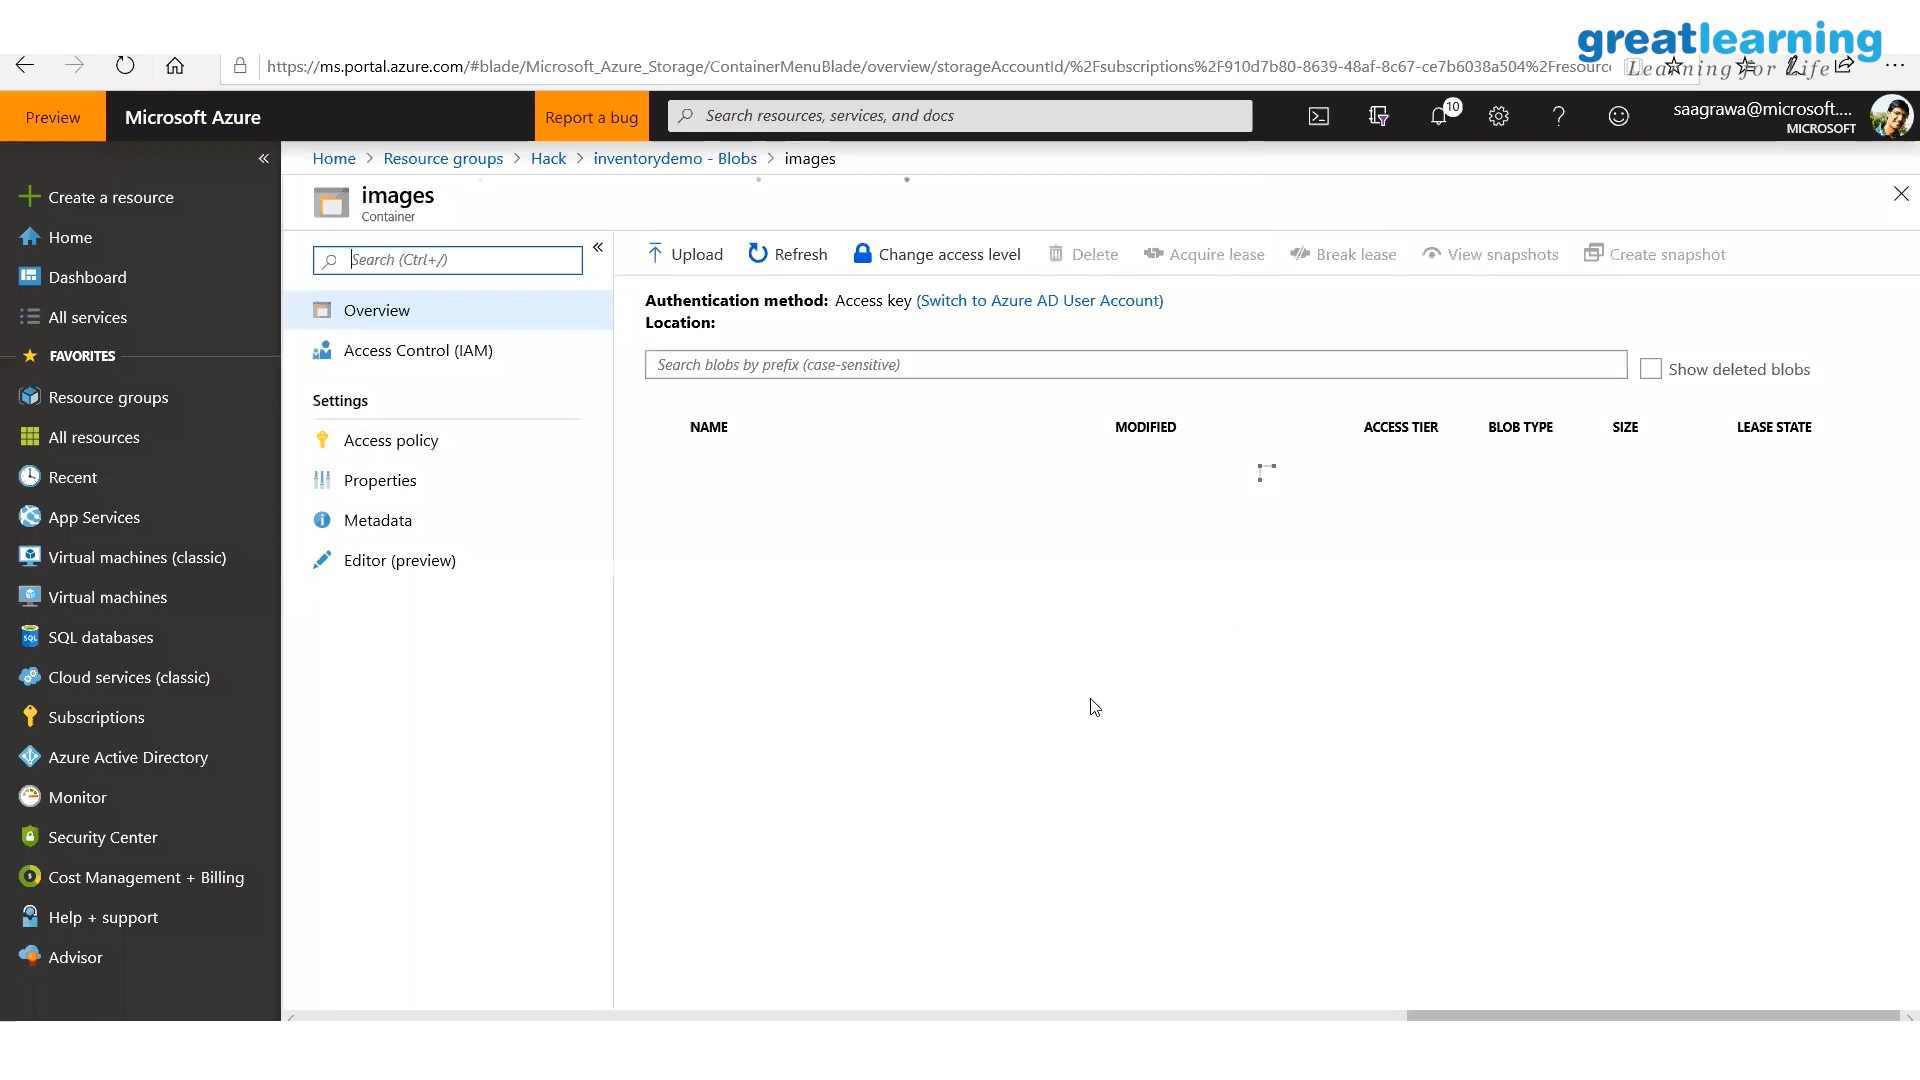 greatlearning
Learning for Life
https://ms.portal.azure.com/#blade/Microsoft_Azure_Storage/ContainerMenuBlade/overview/storageAccountId/%2Fsubscriptions%2F910d7b80-8639-48af-8c67-ce7b6038a504%2Fresourc
Preview
Microsoft Azure
Report a bug
Search resources, services, and docs
10
saagrawa@microsoft....
MICROSOFT
Home > Resource groups > Hack > inventorydemo - Blobs > images
images
Container
Create a resource
Home
Dashboard
All services
FAVORITES
Resource groups
All resources
Recent
App Services
Virtual machines (classic)
Virtual machines
SQL databases
Cloud services (classic)
Subscriptions
Azure Active Directory
Monitor
Security Center
Cost Management + Billing
Help + support
Advisor
Search (Ctrl+/)
Overview
Access Control (IAM)
Settings
Access policy
Properties
Metadata
Editor (preview)
Upload Refresh Change access level Delete Acquire lease Break lease View snapshots Create snapshot
Authentication method: Access key (Switch to Azure AD User Account)
Location:
Search blobs by prefix (case-sensitive)
Show deleted blobs
NAME MODIFIED ACCESS TIER BLOB TYPE SIZE LEASE STATE